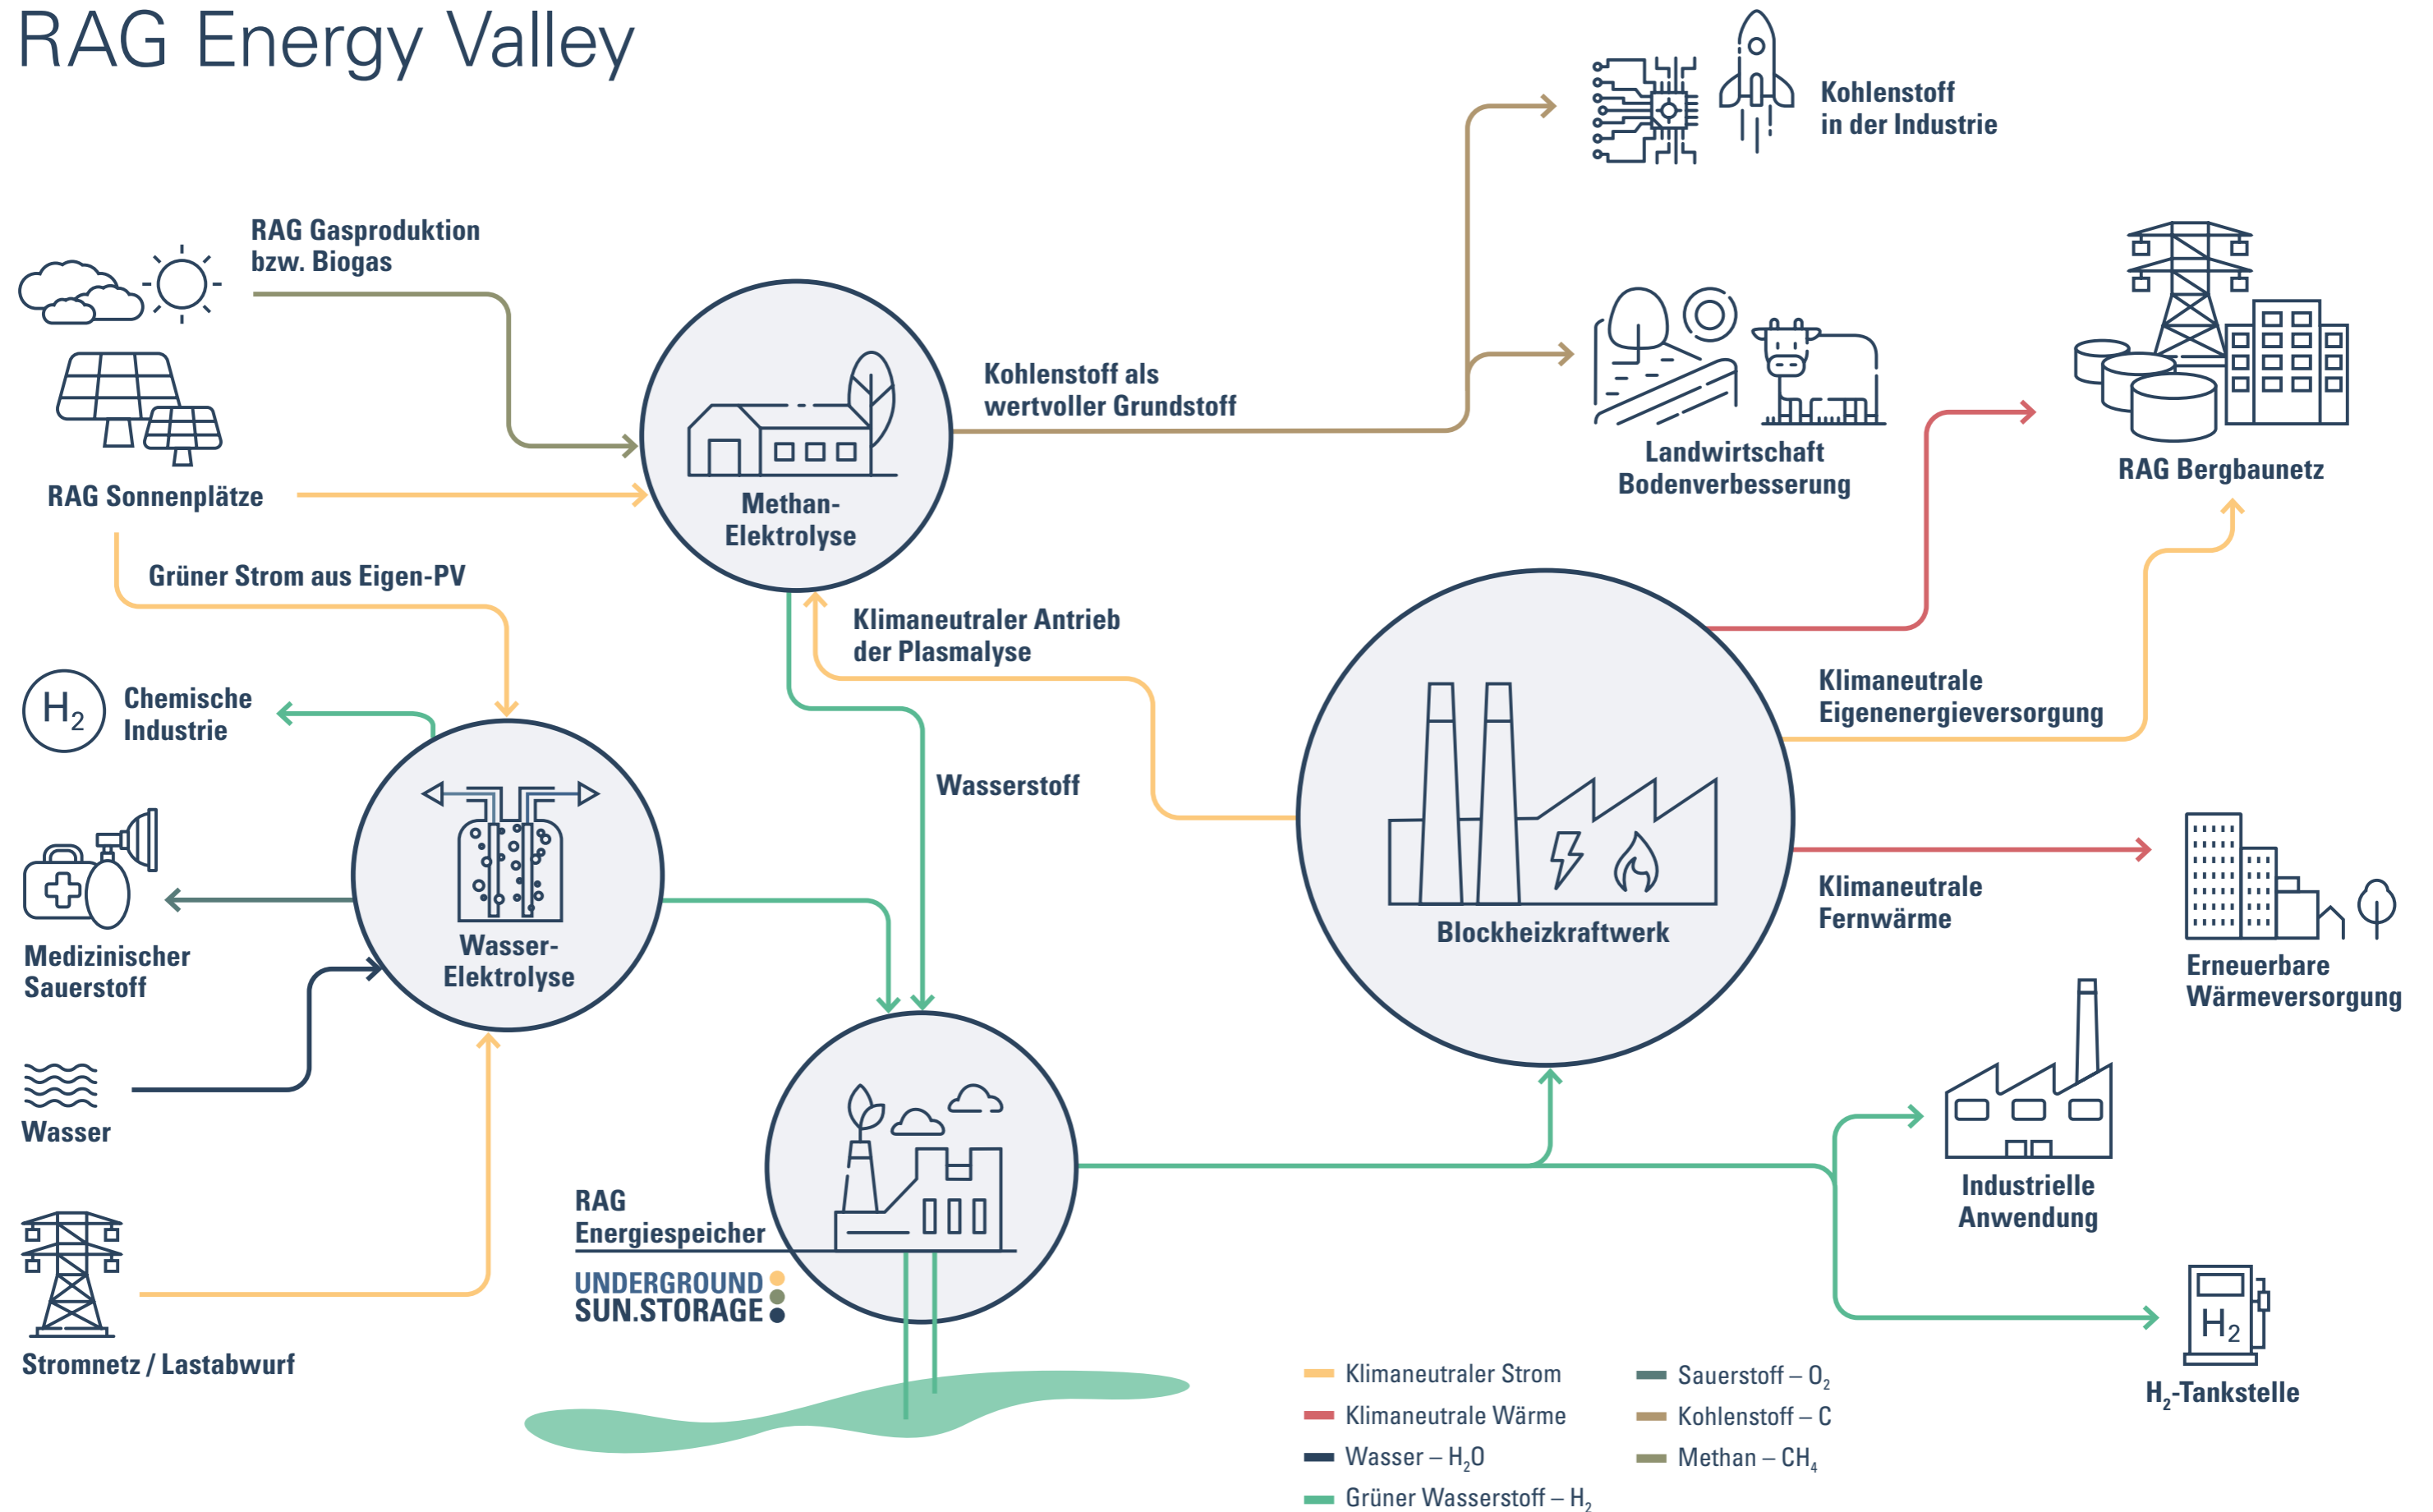 RAG Energy Valley
Kohlenstoff
in der Industrie
RAG Gasproduktion
bzw. Biogas
RAG Sonnenplätze
Methan-
Elektrolyse
Kohlenstoff als
wertvoller Grundstoff
Landwirtschaft
Bodenverbesserung
RAG Bergbaunetz
Grüner Strom aus Eigen-PV
Klimaneutraler Antrieb
der Plasmalyse
H₂
Chemische
Industrie
Klimaneutrale
Eigenenergieversorgung
Wasserstoff
Medizinischer
Sauerstoff
Wasser-
Elektrolyse
Blockheizkraftwerk
Klimaneutrale
Fernwärme
Erneuerbare
Wärmeversorgung
Wasser
RAG
Energiespeicher
UNDERGROUND
SUN.STORAGE
Industrielle
Anwendung
Stromnetz / Lastabwurf
H₂
H₂-Tankstelle
Klimaneutraler Strom
Klimaneutrale Wärme
Wasser – H₂O
Grüner Wasserstoff – H₂
Sauerstoff – O₂
Kohlenstoff – C
Methan – CH₄